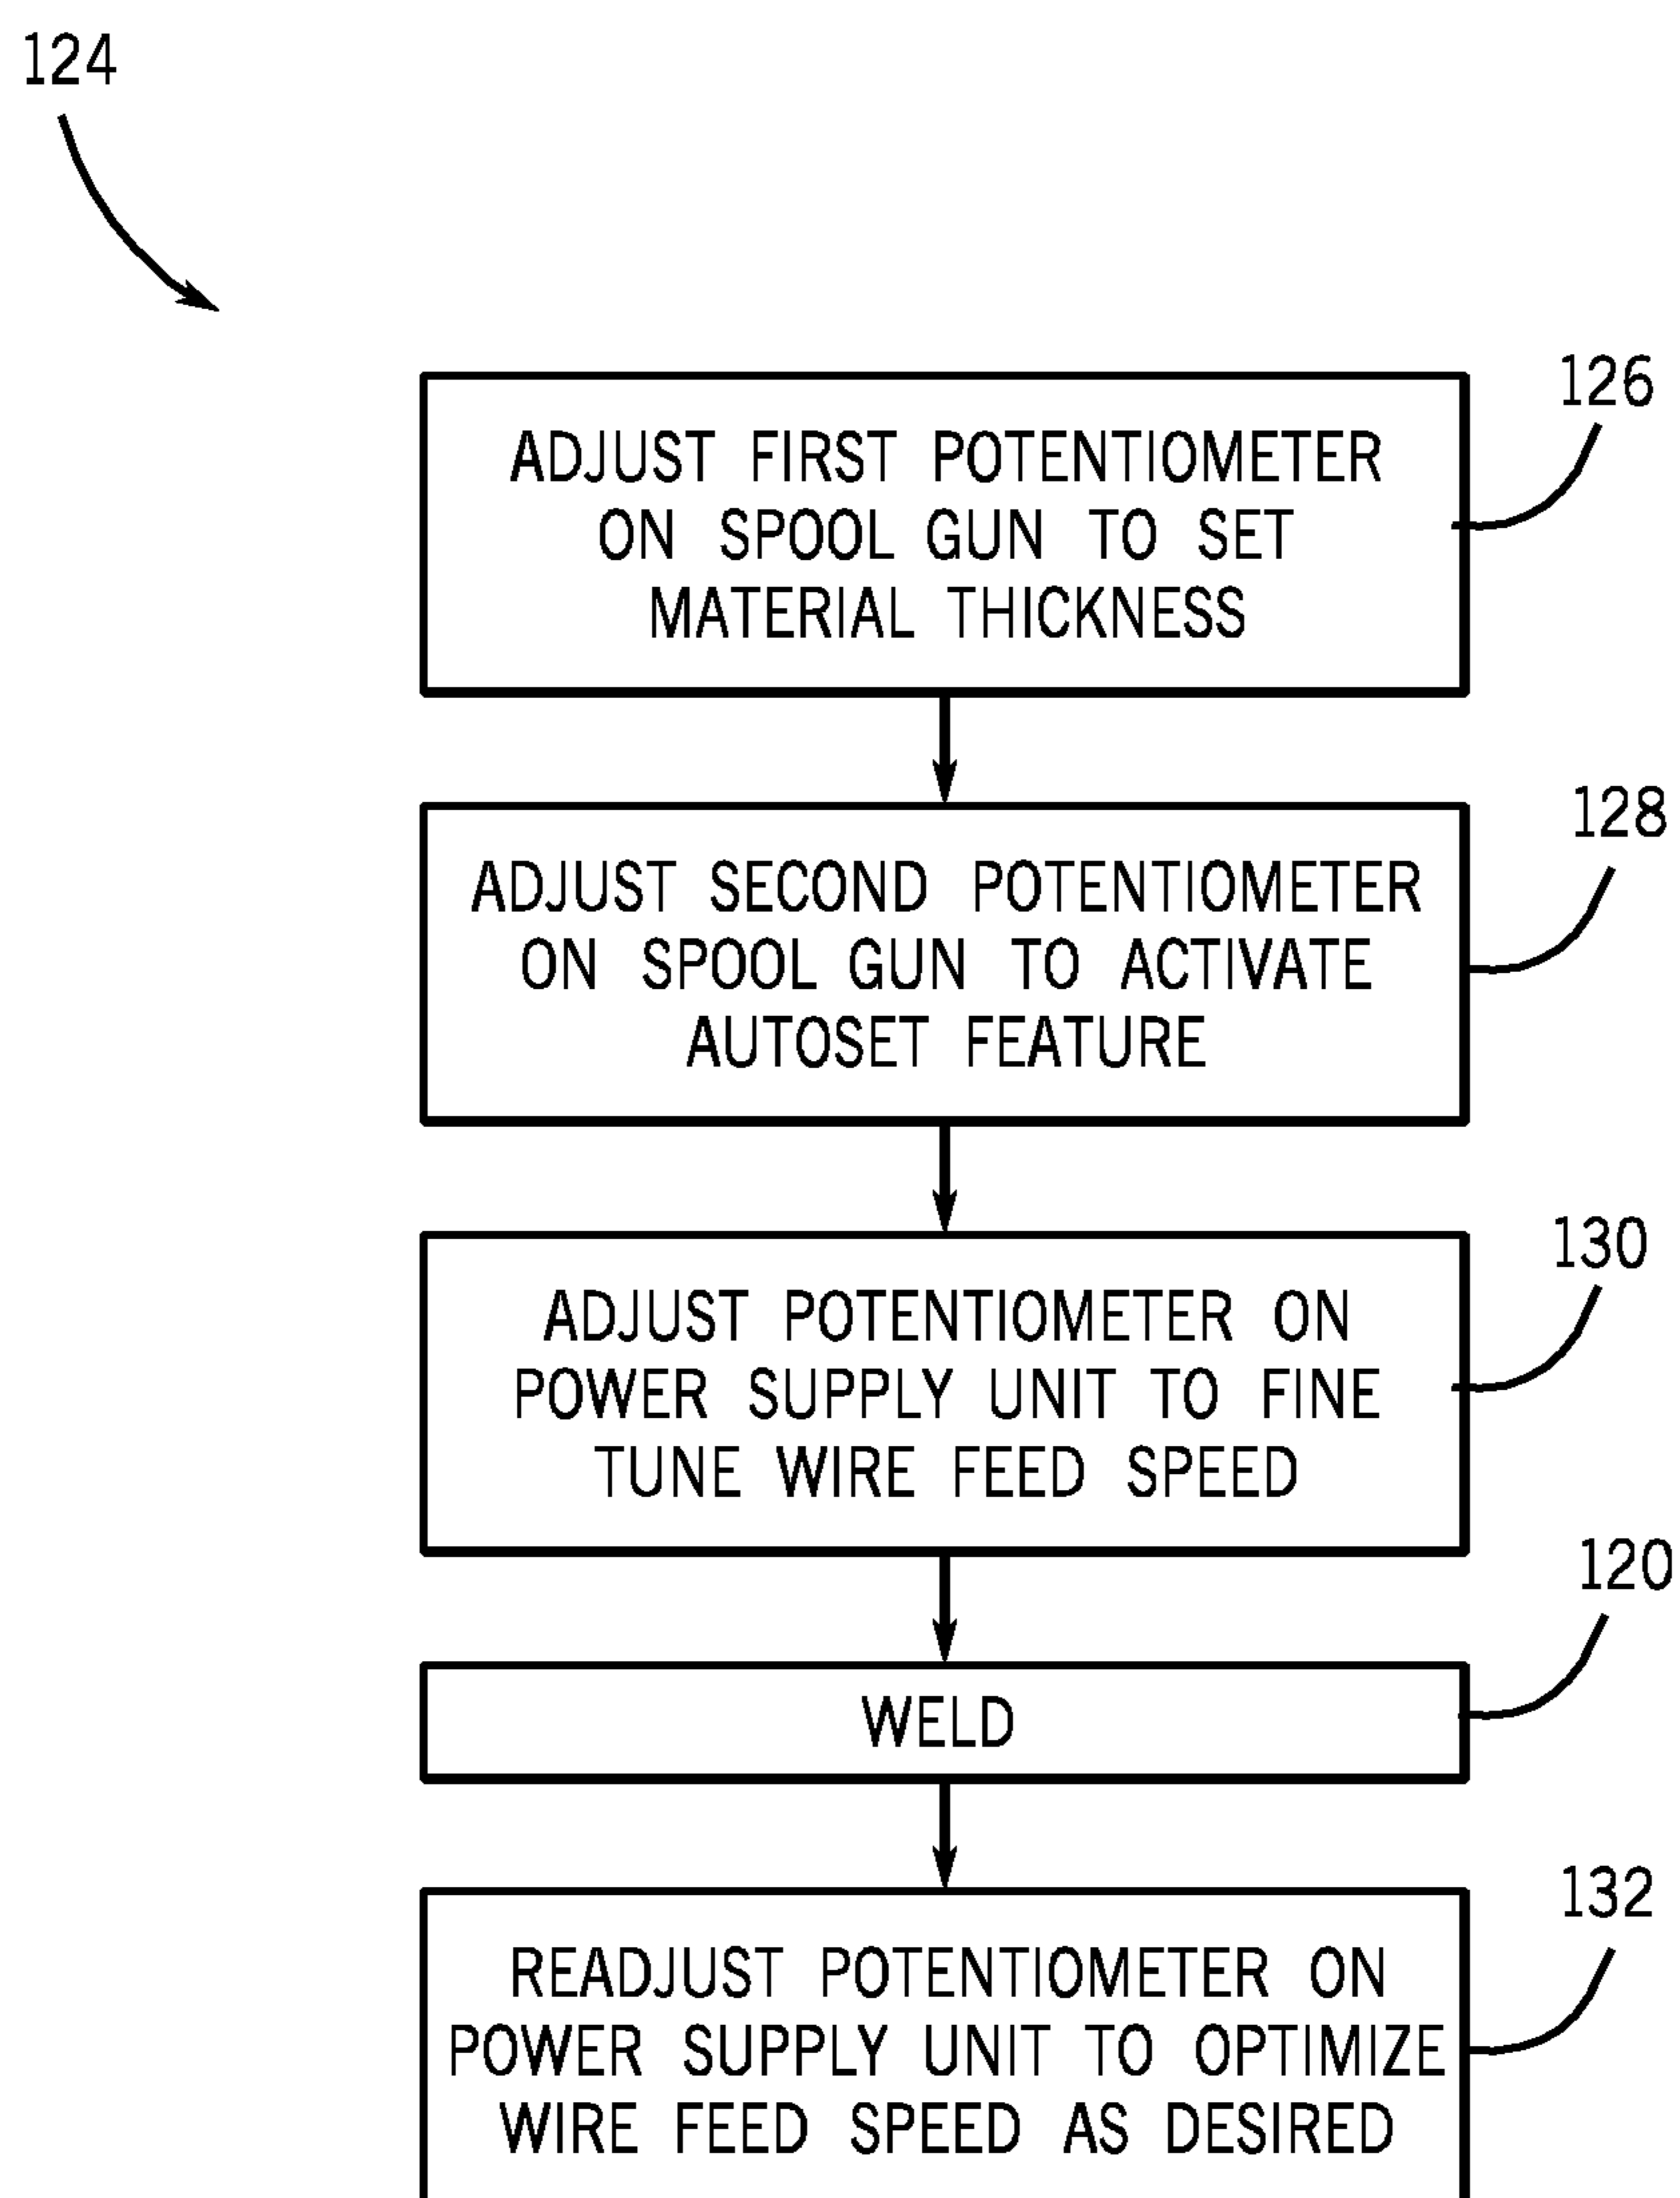 124
126
ADJUST FIRST POTENTIOMETER
ON SPOOL GUN TO SET
MATERIAL THICKNESS
128
ADJUST SECOND POTENTIOMETER
ON SPOOL GUN TO ACTIVATE
AUTOSET FEATURE
130
ADJUST POTENTIOMETER ON
POWER SUPPLY UNIT TO FINE
TUNE WIRE FEED SPEED
120
WELD
132
READJUST POTENTIOMETER ON
POWER SUPPLY UNIT TO OPTIMIZE
WIRE FEED SPEED AS DESIRED